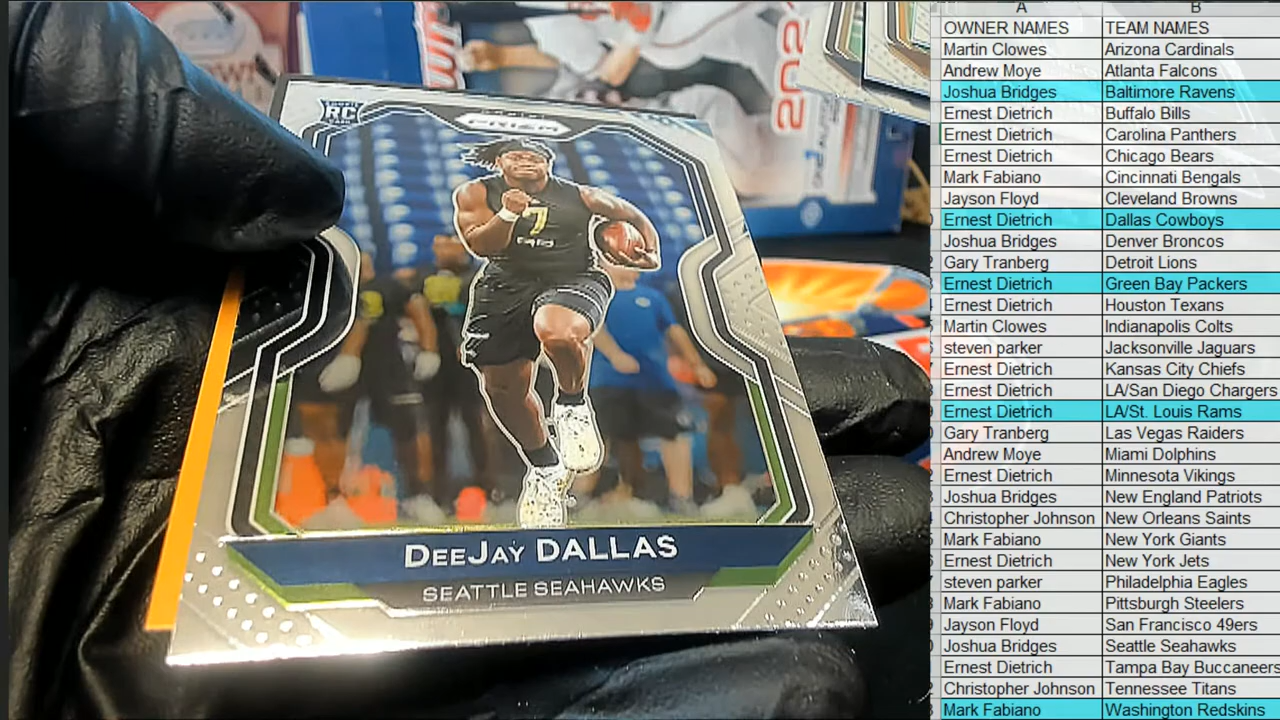 RC
PANINI
PRIZM
7
DEEJAY DALLAS
SEATTLE SEAHAWKS
202
A B
OWNER NAMES TEAM NAMES
Martin Clowes Arizona Cardinals
Andrew Moye Atlanta Falcons
Joshua Bridges Baltimore Ravens
Ernest Dietrich Buffalo Bills
Ernest Dietrich Carolina Panthers
Ernest Dietrich Chicago Bears
Mark Fabiano Cincinnati Bengals
Jayson Floyd Cleveland Browns
Ernest Dietrich Dallas Cowboys
Joshua Bridges Denver Broncos
Gary Tranberg Detroit Lions
Ernest Dietrich Green Bay Packers
Ernest Dietrich Houston Texans
Martin Clowes Indianapolis Colts
steven parker Jacksonville Jaguars
Ernest Dietrich Kansas City Chiefs
Ernest Dietrich LA/San Diego Chargers
Ernest Dietrich LA/St. Louis Rams
Gary Tranberg Las Vegas Raiders
Andrew Moye Miami Dolphins
Ernest Dietrich Minnesota Vikings
Joshua Bridges New England Patriots
Christopher Johnson New Orleans Saints
Mark Fabiano New York Giants
Ernest Dietrich New York Jets
steven parker Philadelphia Eagles
Mark Fabiano Pittsburgh Steelers
Jayson Floyd San Francisco 49ers
Joshua Bridges Seattle Seahawks
Ernest Dietrich Tampa Bay Buccaneers
Christopher Johnson Tennessee Titans
Mark Fabiano Washington Redskins